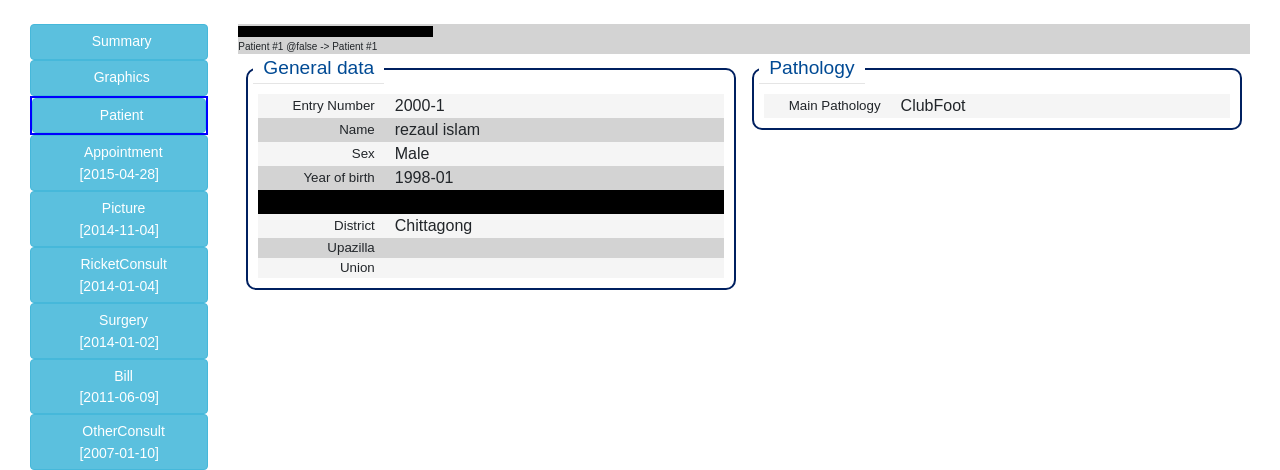 Summary
Graphics
Patient
Appointment
[2015-04-28]
Picture
[2014-11-04]
RicketConsult
[2014-01-04]
Surgery
[2014-01-02]
Bill
[2011-06-09]
OtherConsult
[2007-01-10]
Patient #1 @false -> Patient #1
General data
Entry Number 2000-1
Name rezaul islam
Sex Male
Year of birth 1998-01
District Chittagong
Upazilla
Union
Pathology
Main Pathology ClubFoot